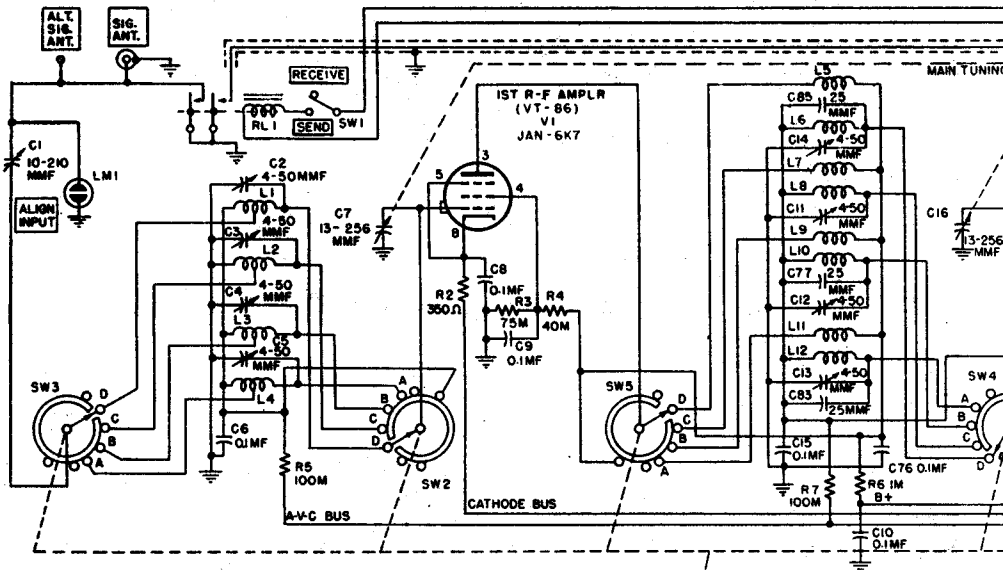 ALT. SIG. ANT.
SIG. ANT.
RECEIVE
SEND
SW1
RL1
C1
10-210
MMF
LM1
ALIGN
INPUT
C2
4-50MMF
L1
4-50
MMF
C3
L2
4-50
MMF
C4
L3
C5
4-50
MMF
L4
SW3
D
C
B
A
C6
0.1MF
R5
100M
A-V-C BUS
A
B
C
D
SW2
C7
13-256
MMF
1ST R-F AMPLR
(VT-86)
V1
JAN-6K7
3
5
4
8
R2
350Ω
C8
0.1MF
R3
75M
R4
40M
C9
0.1MF
CATHODE BUS
SW5
D
C
B
A
MAIN TUNING
L5
C85
25
MMF
L6
C14
4-50
MMF
L7
L8
C11
4-50
MMF
L9
L10
C77
25
MMF
C12
4-50
MMF
L11
L12
C13
4-50
MMF
C83
25MMF
C15
0.1MF
C76 0.1MF
R7
100M
R6 1M
B+
C10
0.1MF
C16
13-256
MMF
SW4
A
B
C
D